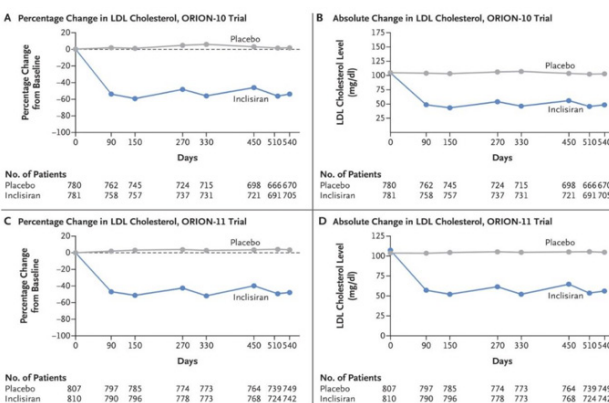 A Percentage Change in LDL Cholesterol, ORION-10 Trial
Percentage Change
from Baseline
20
0
−20
−40
−60
−80
−100
Placebo
Inclisiran
0 90 150 270 330 450 510 540
Days
No. of Patients
Placebo 780 762 745 724 715 698 666 670
Inclisiran 781 758 757 737 731 721 691 705
B Absolute Change in LDL Cholesterol, ORION-10 Trial
LDL Cholesterol Level
(mg/dl)
175
150
125
100
75
50
25
Placebo
Inclisiran
0 90 150 270 330 450 510 540
Days
No. of Patients
Placebo 780 762 745 724 715 698 666 670
Inclisiran 781 758 757 737 731 721 691 705
C Percentage Change in LDL Cholesterol, ORION-11 Trial
Percentage Change
from Baseline
20
0
−20
−40
−60
−80
−100
Placebo
Inclisiran
0 90 150 270 330 450 510 540
Days
No. of Patients
Placebo 807 797 785 774 773 764 739 749
Inclisiran 810 790 796 778 773 768 724 742
D Absolute Change in LDL Cholesterol, ORION-11 Trial
LDL Cholesterol Level
(mg/dl)
125
100
75
50
25
0
Placebo
Inclisiran
0 90 150 270 330 450 510 540
Days
No. of Patients
Placebo 807 797 785 774 773 764 739 749
Inclisiran 810 790 796 778 773 768 724 742